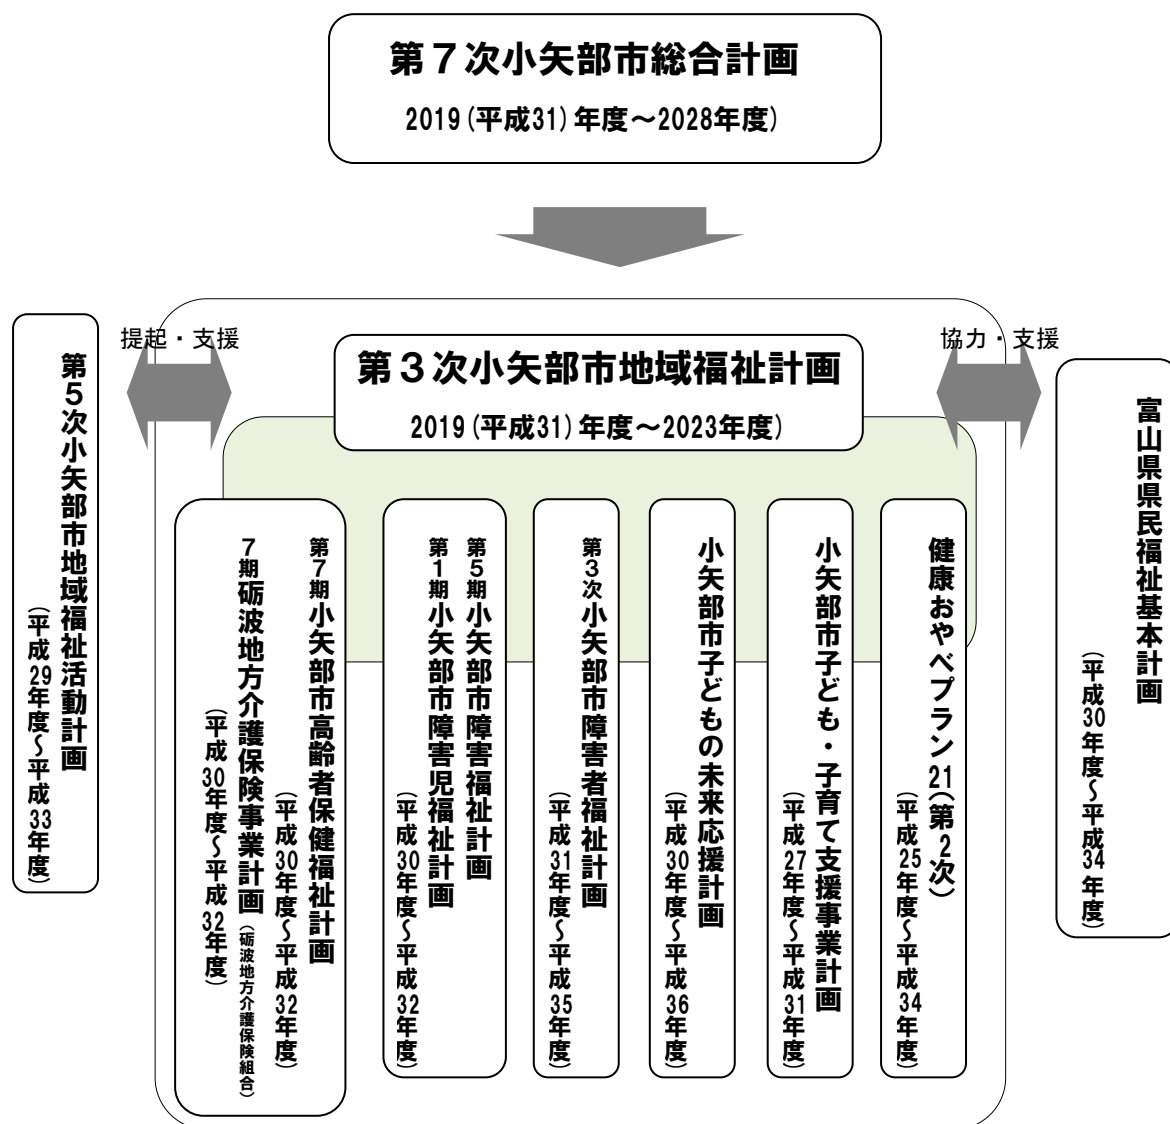 第7次小矢部市総合計画
2019(平成31)年度～2028年度)
提起・支援
協力・支援
第3次小矢部市地域福祉計画
2019(平成31)年度～2023年度)
富山県県民福祉基本計画
(平成30年度～平成34年度)
健康おやべプラン21(第2次)
(平成25年度～平成34年度)
小矢部市子ども・子育て支援事業計画
(平成27年度～平成31年度)
小矢部市子どもの未来応援計画
(平成30年度～平成36年度)
第3次小矢部市障害者福祉計画
(平成31年度～平成35年度)
第5期小矢部市障害福祉計画
第1期小矢部市障害児福祉計画
(平成30年度～平成32年度)
第7期小矢部市高齢者保健福祉計画
(平成30年度～平成32年度)
7期砺波地方介護保険事業計画(砺波地方介護保険組合)
(平成30年度～平成32年度)
第5次小矢部市地域福祉活動計画
(平成29年度～平成33年度)